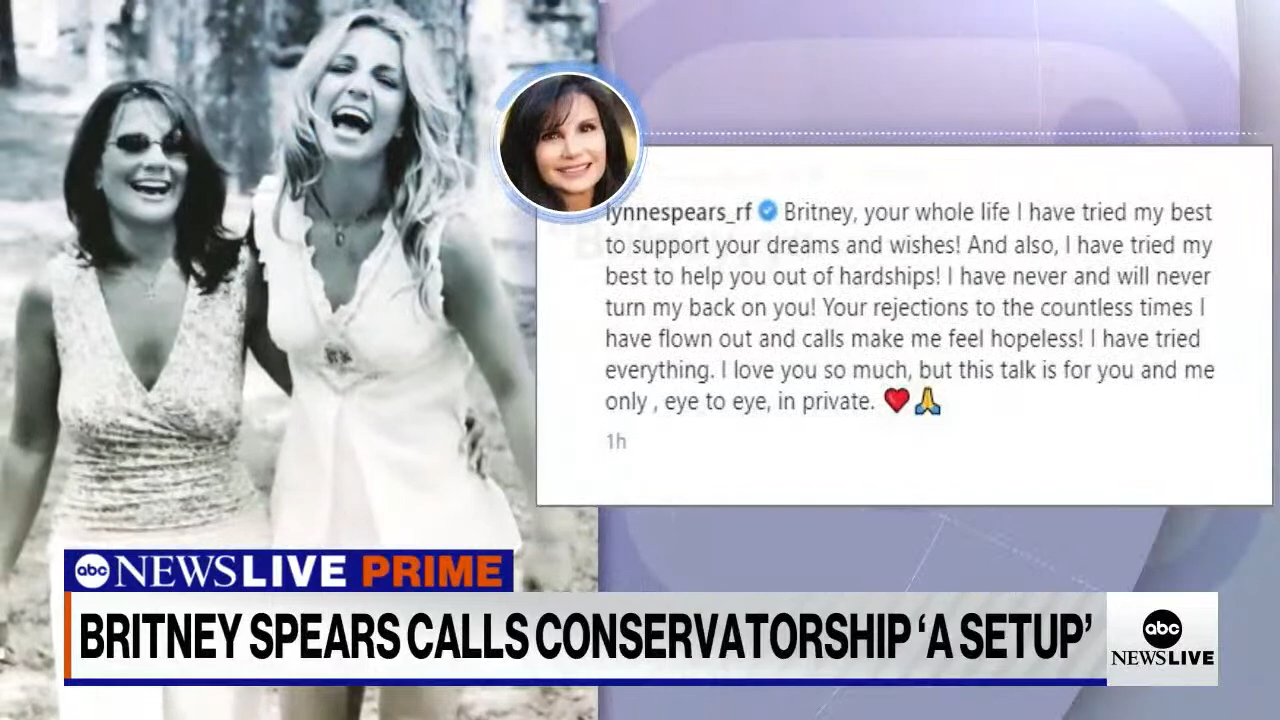 lynnespears_rf Britney, your whole life I have tried my best
to support your dreams and wishes! And also, I have tried my
best to help you out of hardships! I have never and will never
turn my back on you! Your rejections to the countless times I
have flown out and calls make me feel hopeless! I have tried
everything. I love you so much, but this talk is for you and me
only , eye to eye, in private. ❤️🙏
1h
abc NEWS LIVE PRIME
BRITNEY SPEARS CALLS CONSERVATORSHIP ‘A SETUP’
abc
NEWS LIVE